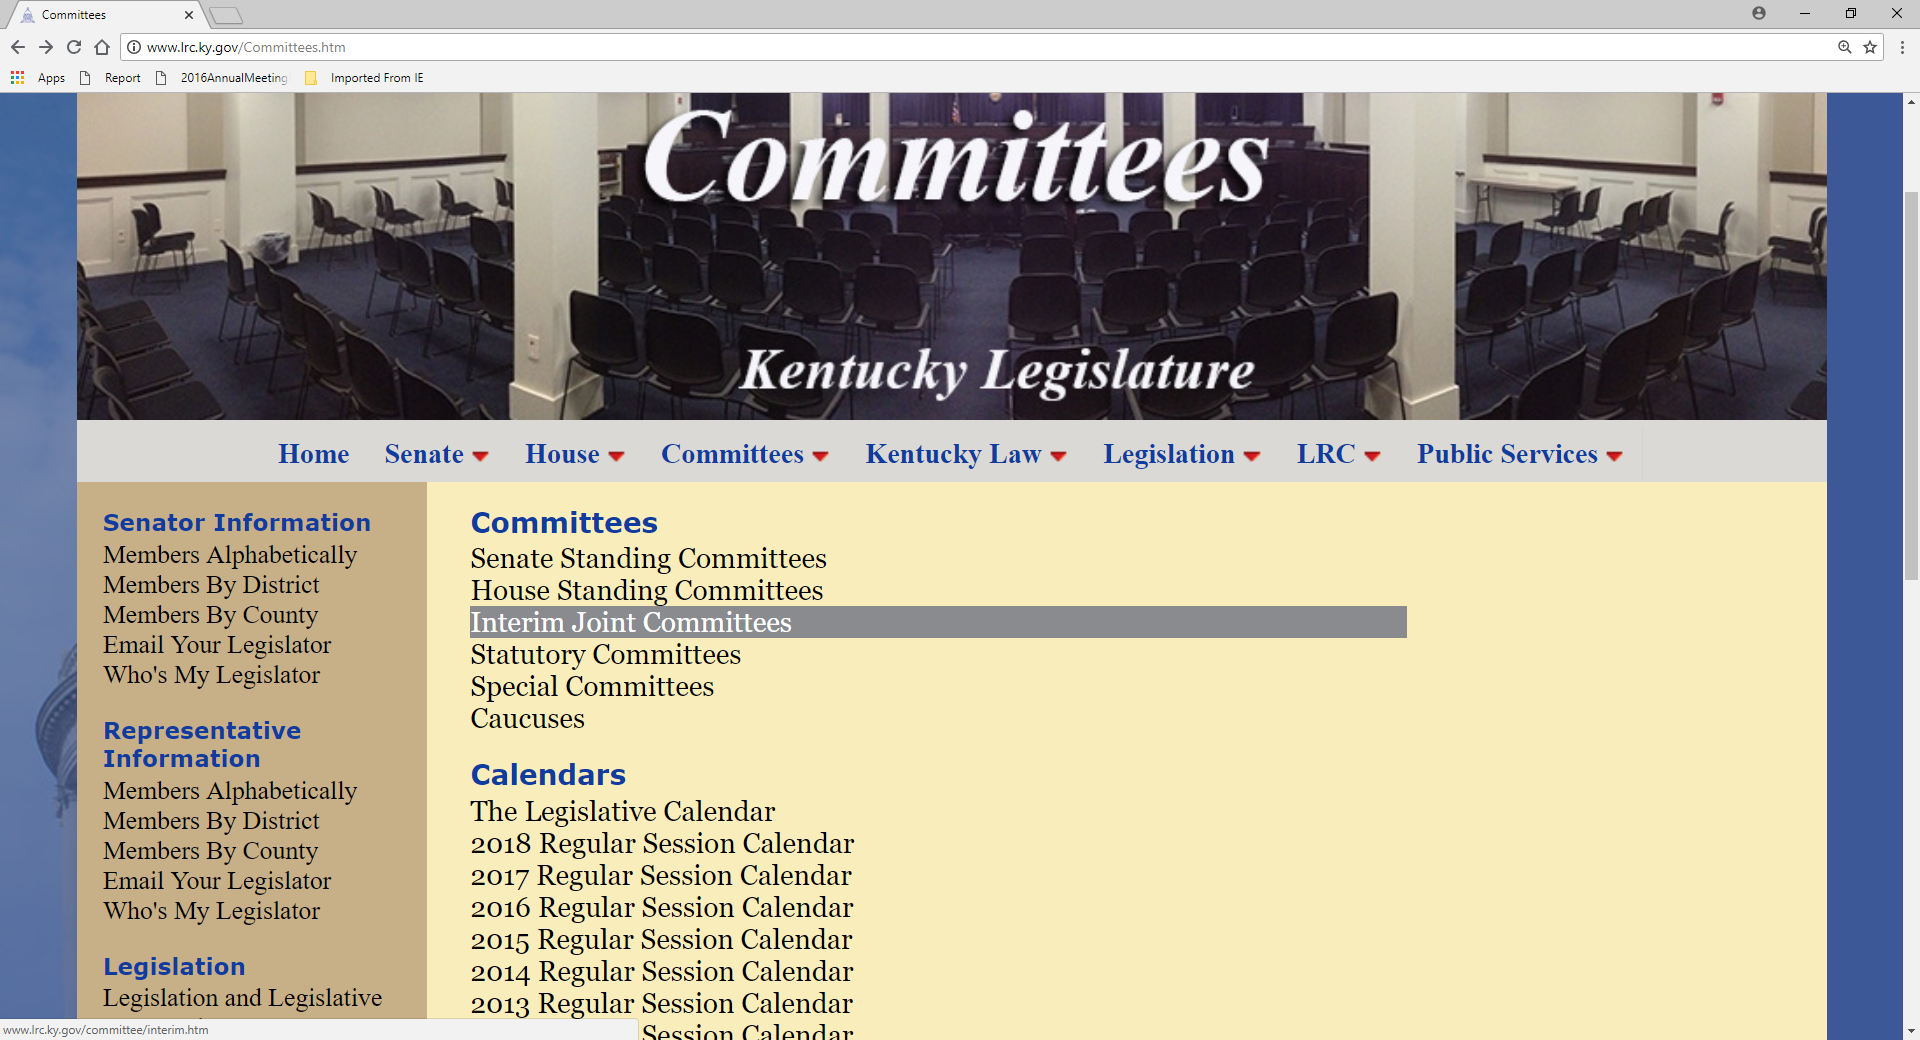 Committees
www.lrc.ky.gov/Committees.htm
Apps Report 2016AnnualMeeting Imported From IE
Committees
Kentucky Legislature
Home Senate House Committees Kentucky Law Legislation LRC Public Services
Senator Information
Members Alphabetically
Members By District
Members By County
Email Your Legislator
Who's My Legislator
Representative
Information
Members Alphabetically
Members By District
Members By County
Email Your Legislator
Who's My Legislator
Legislation
Legislation and Legislative
Committees
Senate Standing Committees
House Standing Committees
Interim Joint Committees
Statutory Committees
Special Committees
Caucuses
Calendars
The Legislative Calendar
2018 Regular Session Calendar
2017 Regular Session Calendar
2016 Regular Session Calendar
2015 Regular Session Calendar
2014 Regular Session Calendar
2013 Regular Session Calendar
Session Calendar
www.lrc.ky.gov/committee/interim.htm